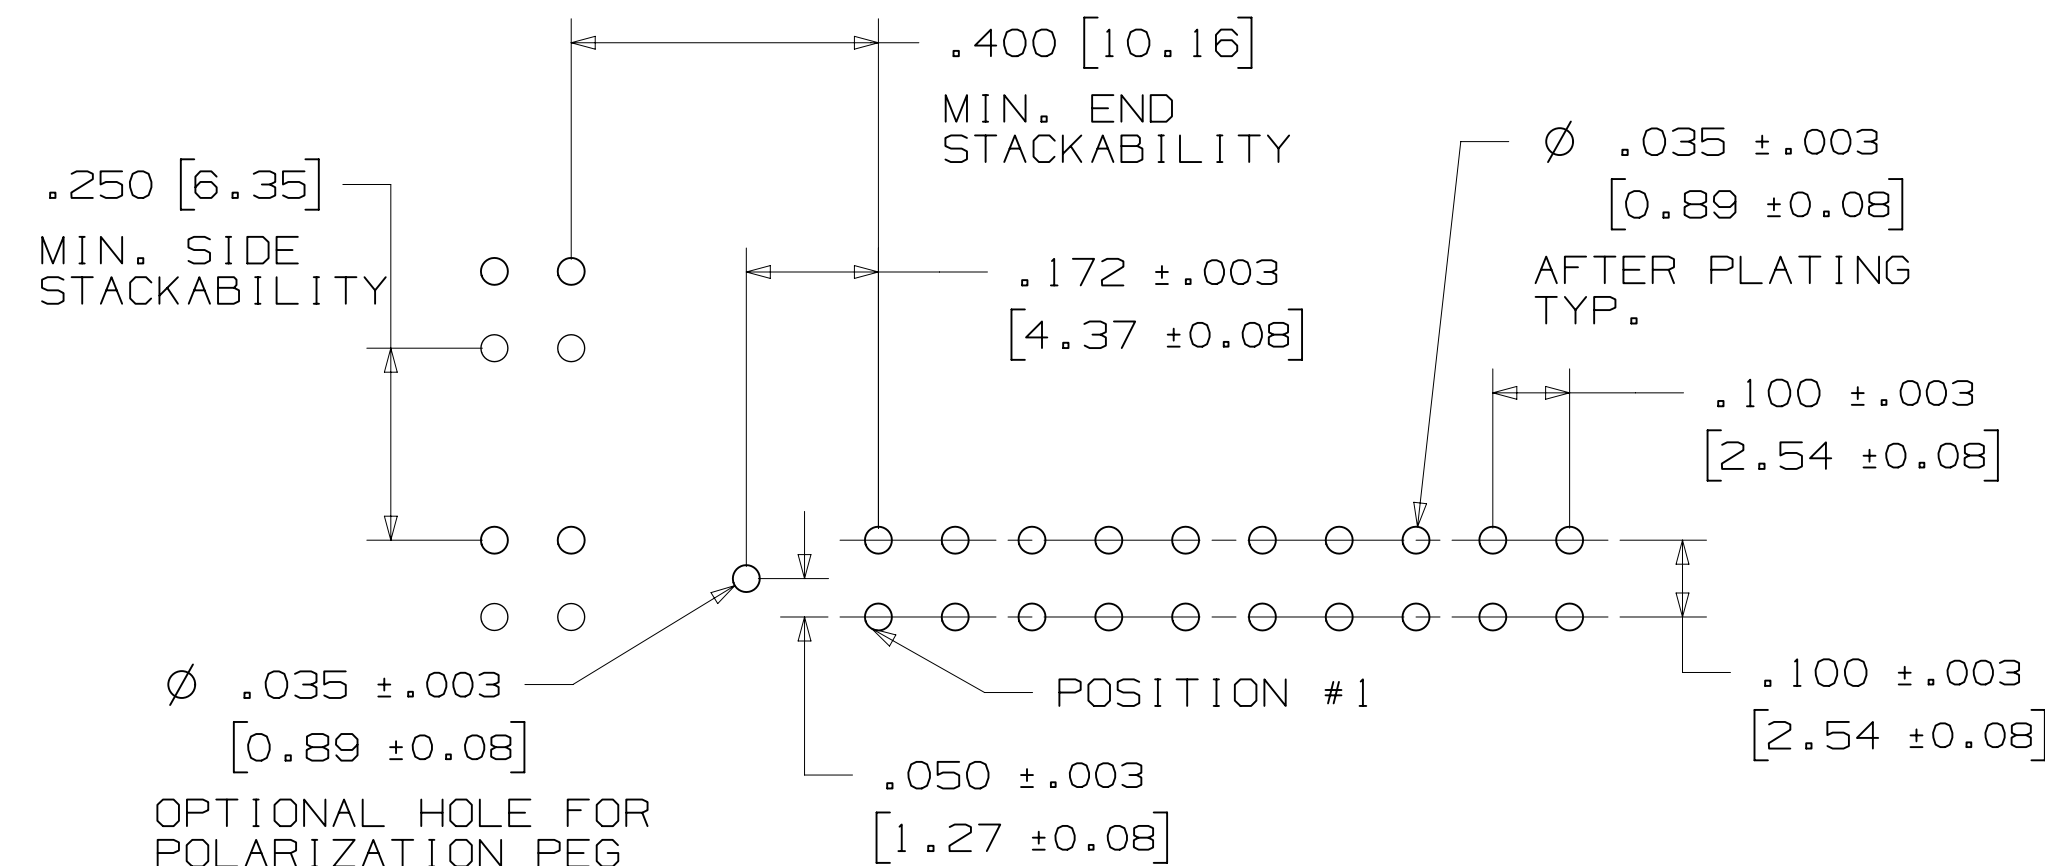 .400 [10.16]
MIN. END
STACKABILITY
.250 [6.35]
MIN. SIDE
STACKABILITY
Ø .035 ±.003
[0.89 ±0.08]
AFTER PLATING
TYP.
.172 ±.003
[4.37 ±0.08]
.100 ±.003
[2.54 ±0.08]
Ø .035 ±.003
[0.89 ±0.08]
OPTIONAL HOLE FOR
POLARIZATION PEG
POSITION #1
.050 ±.003
[1.27 ±0.08]
.100 ±.003
[2.54 ±0.08]